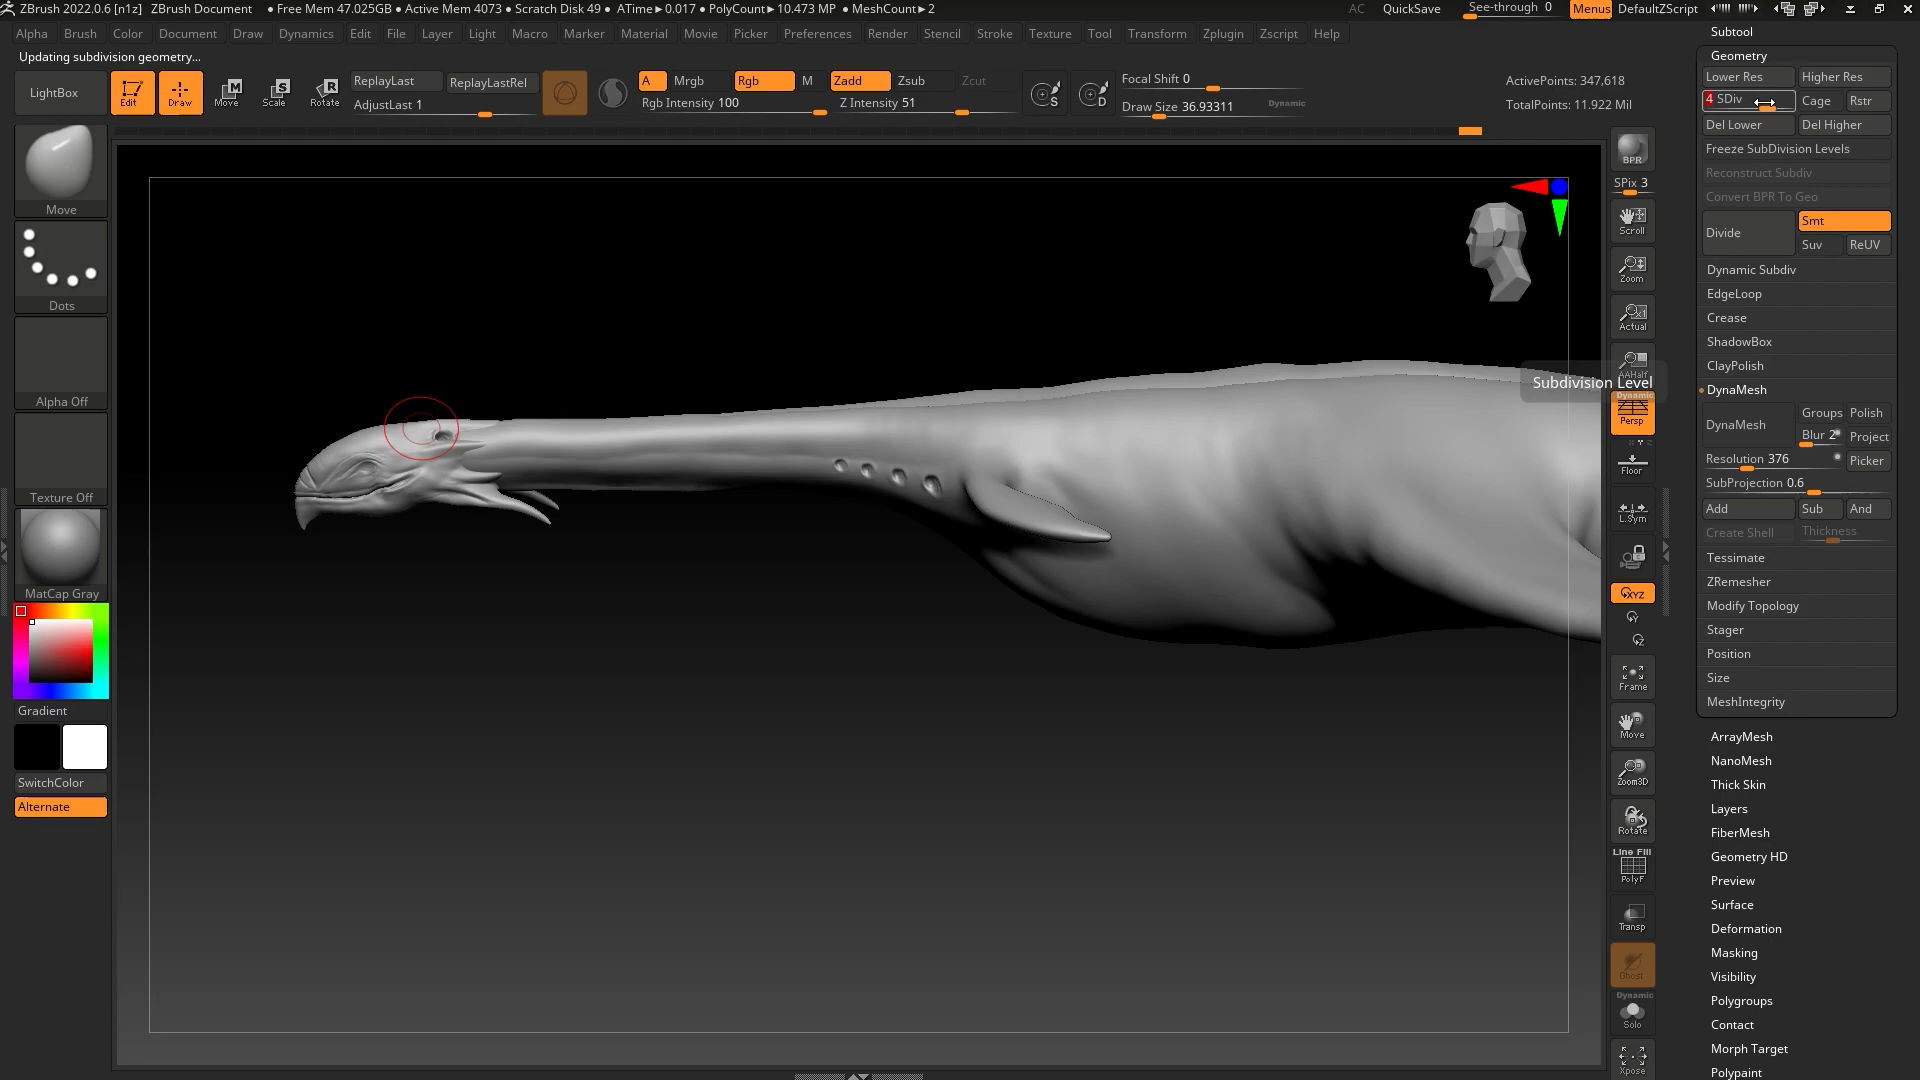 ZBrush 2022.0.6 [n1z] ZBrush Document • Free Mem 47.025GB • Active Mem 4073 • Scratch Disk 49 • ATime►0.017 • PolyCount►10.473 MP • MeshCount►2 AC QuickSave See-through 0 Menus DefaultZScript
Alpha Brush Color Document Draw Dynamics Edit File Layer Light Macro Marker Material Movie Picker Preferences Render Stencil Stroke Texture Tool Transform Zplugin Zscript Help
Updating subdivision geometry...
LightBox Edit Draw Move Scale Rotate
ReplayLast ReplayLastRel
AdjustLast 1
A Mrgb Rgb M Zadd Zsub Zcut
Rgb Intensity 100 Z Intensity 51
S D
Focal Shift 0
Draw Size 36.93311 Dynamic
ActivePoints: 347,618
TotalPoints: 11.922 Mil
Move
Dots
Alpha Off
Texture Off
MatCap Gray
Gradient
SwitchColor
Alternate
Subdivision Level
BPR
SPix 3
Scroll
Zoom
Actual
AAHalf
Dynamic
Persp
Floor
L.Sym
XYZ
Y
Z
Frame
Move
Zoom3D
Rotate
Line Fill
PolyF
Transp
Ghost
Dynamic
Solo
Xpose
Subtool
Geometry
Lower Res Higher Res
4 SDiv Cage Rstr
Del Lower Del Higher
Freeze SubDivision Levels
Reconstruct Subdiv
Convert BPR To Geo
Divide Smt
Suv ReUV
Dynamic Subdiv
EdgeLoop
Crease
ShadowBox
ClayPolish
DynaMesh
DynaMesh Groups Polish
Blur 2 Project
Resolution 376 Picker
SubProjection 0.6
Add Sub And
Create Shell Thickness
Tessimate
ZRemesher
Modify Topology
Stager
Position
Size
MeshIntegrity
ArrayMesh
NanoMesh
Thick Skin
Layers
FiberMesh
Geometry HD
Preview
Surface
Deformation
Masking
Visibility
Polygroups
Contact
Morph Target
Polypaint